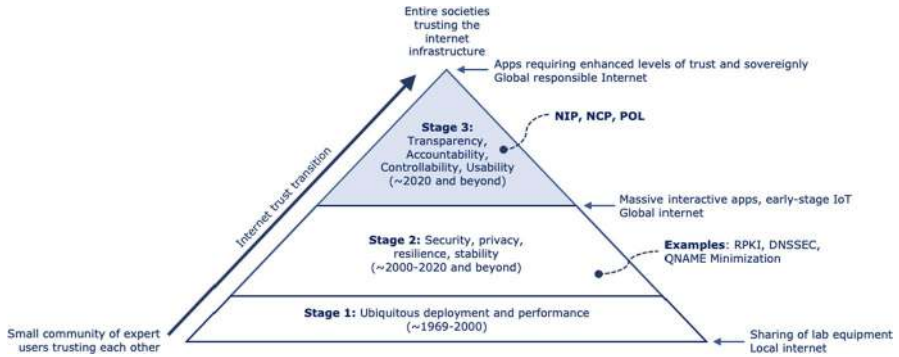 Entire societies
trusting the
internet
infrastructure
Apps requiring enhanced levels of trust and sovereignly
Global responsible Internet
NIP, NCP, POL
Stage 3:
Transparency,
Accountability,
Controllability, Usability
(~2020 and beyond)
Internet trust transition
Massive interactive apps, early-stage IoT
Global internet
Stage 2: Security, privacy,
resilience, stability
(~2000-2020 and beyond)
Examples: RPKI, DNSSEC,
QNAME Minimization
Stage 1: Ubiquitous deployment and performance
(~1969-2000)
Small community of expert
users trusting each other
Sharing of lab equipment
Local internet